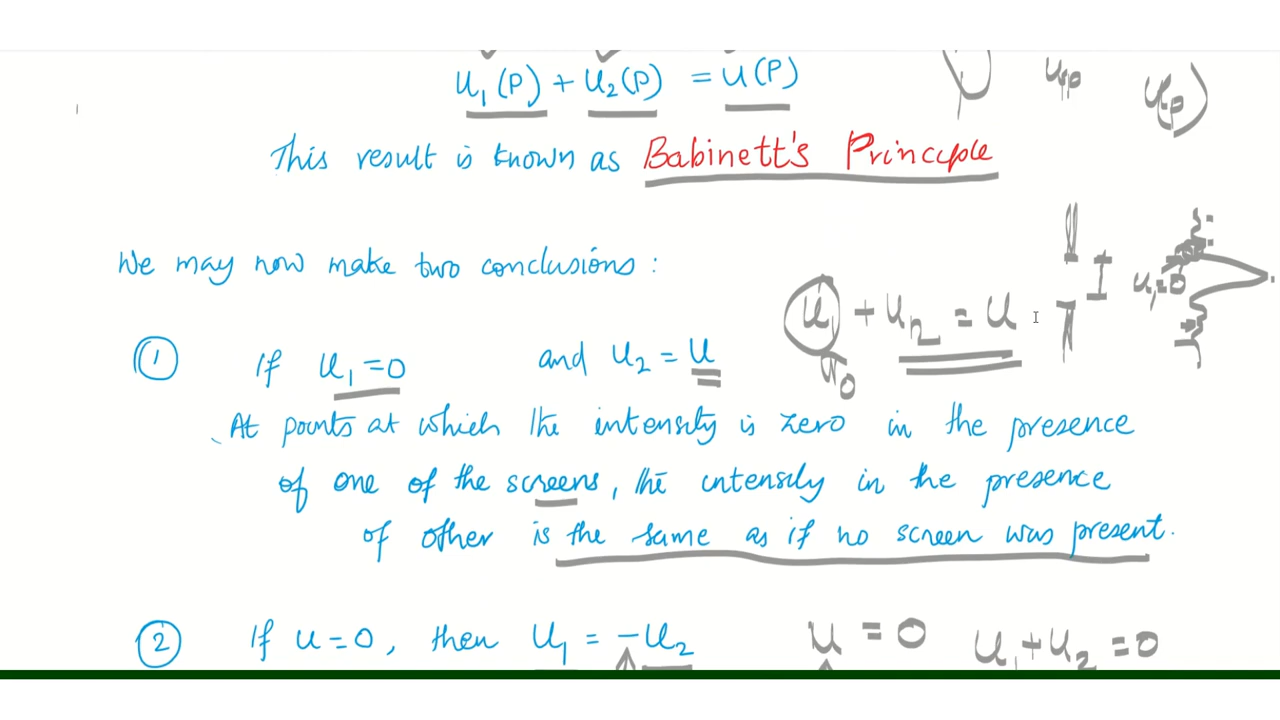 U₁(P) + U₂(P) = U(P)
U(P)
This result is known as Babinett's Principle
We may now make two conclusions :
U₁ = 0
U₁ + U₂ = U
0
① If U₁ = 0 and U₂ = U
At points at which the intensity is zero in the presence
of one of the screens, the intensity in the presence
of other is the same as if no screen was present.
② If U = 0, then U₁ = -U₂ U = 0 U₁ + U₂ = 0